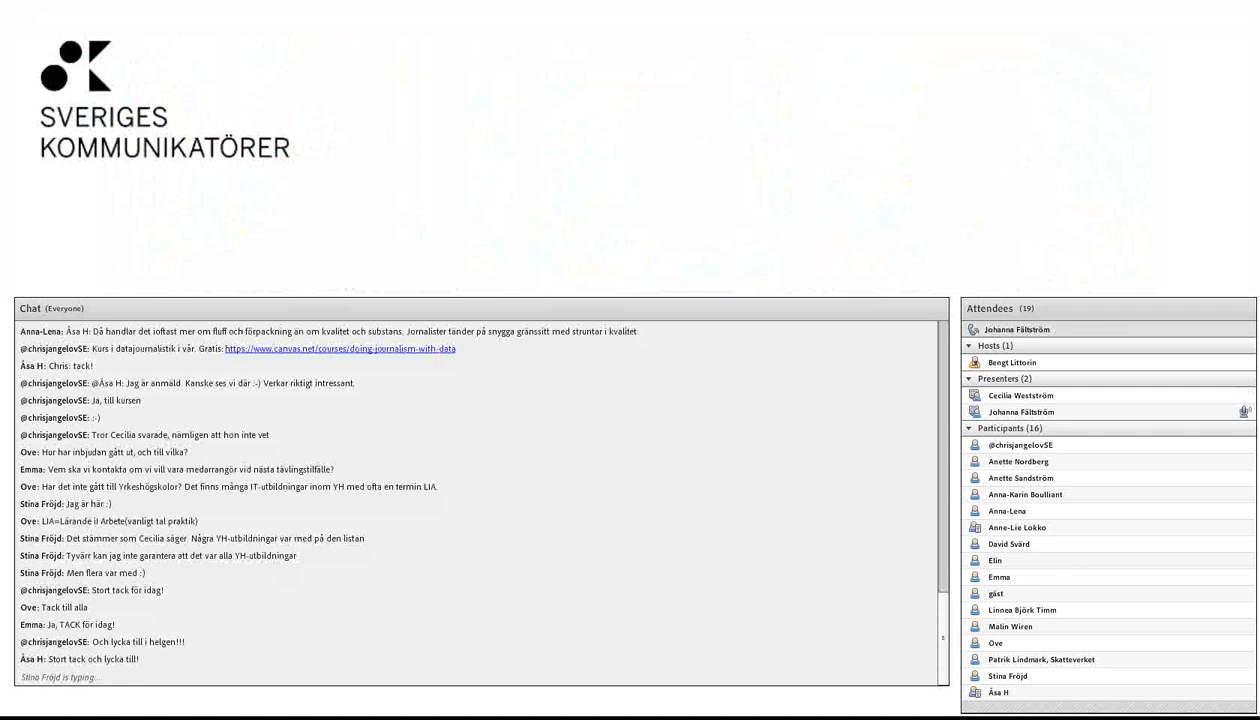 SVERIGES
KOMMUNIKATÖRER
Chat (Everyone)
Anna-Lena: Åsa H: Då handlar det ioftast mer om fluff och förpackning än om kvalitet och substans. Jornalister tänder på snygga gränssitt med struntar i kvalitet.
@chrisjangelovSE: Kurs i datajournalistik i vår. Gratis: https://www.canvas.net/courses/doing-journalism-with-data
Åsa H: Chris: tack!
@chrisjangelovSE: @Åsa H: Jag är anmäld. Kanske ses vi där :-) Verkar riktigt intressant.
@chrisjangelovSE: Ja, till kursen
@chrisjangelovSE: ;-)
@chrisjangelovSE: Tror Cecilia svarade, nämligen att hon inte vet
Ove: Hur har inbjudan gått ut, och till vilka?
Emma: Vem ska vi kontakta om vi vill vara medarrangör vid nästa tävlingstilfälle?
Ove: Har det inte gått till Yrkeshögskolor? Det finns många IT-utbildningar inom YH med ofta en termin LIA.
Stina Fröjd: Jag är här :)
Ove: LIA=Lärande iI Arbete(vanligt tal praktik)
Stina Fröjd: Det stämmer som Cecilia säger. Några YH-utbildningar var med på den listan
Stina Fröjd: Tyvärr kan jag inte garantera att det var alla YH-utbildningar
Stina Fröjd: Men flera var med :)
@chrisjangelovSE: Stort tack för idag!
Ove: Tack till alla
Emma: Ja, TACK för idag!
@chrisjangelovSE: Och lycka till i helgen!!!
Åsa H: Stort tack och lycka till!
Stina Fröjd is typing...
Attendees (19)
Johanna Fältström
Hosts (1)
Bengt Littorin
Presenters (2)
Cecilia Westström
Johanna Fältström
Participants (16)
@chrisjangelovSE
Anette Nordberg
Anette Sandström
Anna-Karin Boulliant
Anna-Lena
Anne-Lie Lokko
David Svärd
Elin
Emma
gäst
Linnea Björk Timm
Malin Wiren
Ove
Patrik Lindmark, Skatteverket
Stina Fröjd
Åsa H